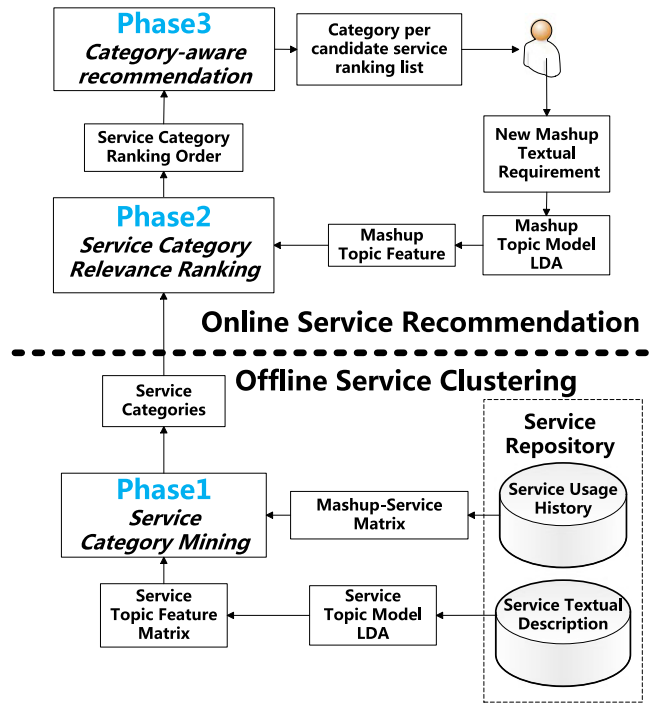 Phase3
Category-aware
recommendation
Category per
candidate service
ranking list
Service Category
Ranking Order
New Mashup
Textual
Requirement
Phase2
Service Category
Relevance Ranking
Mashup
Topic Feature
Mashup
Topic Model
LDA
Online Service Recommendation
Offline Service Clustering
Service
Categories
Service
Repository
Phase1
Service
Category Mining
Mashup-Service
Matrix
Service Usage
History
Service
Topic Feature
Matrix
Service
Topic Model
LDA
Service Textual
Description